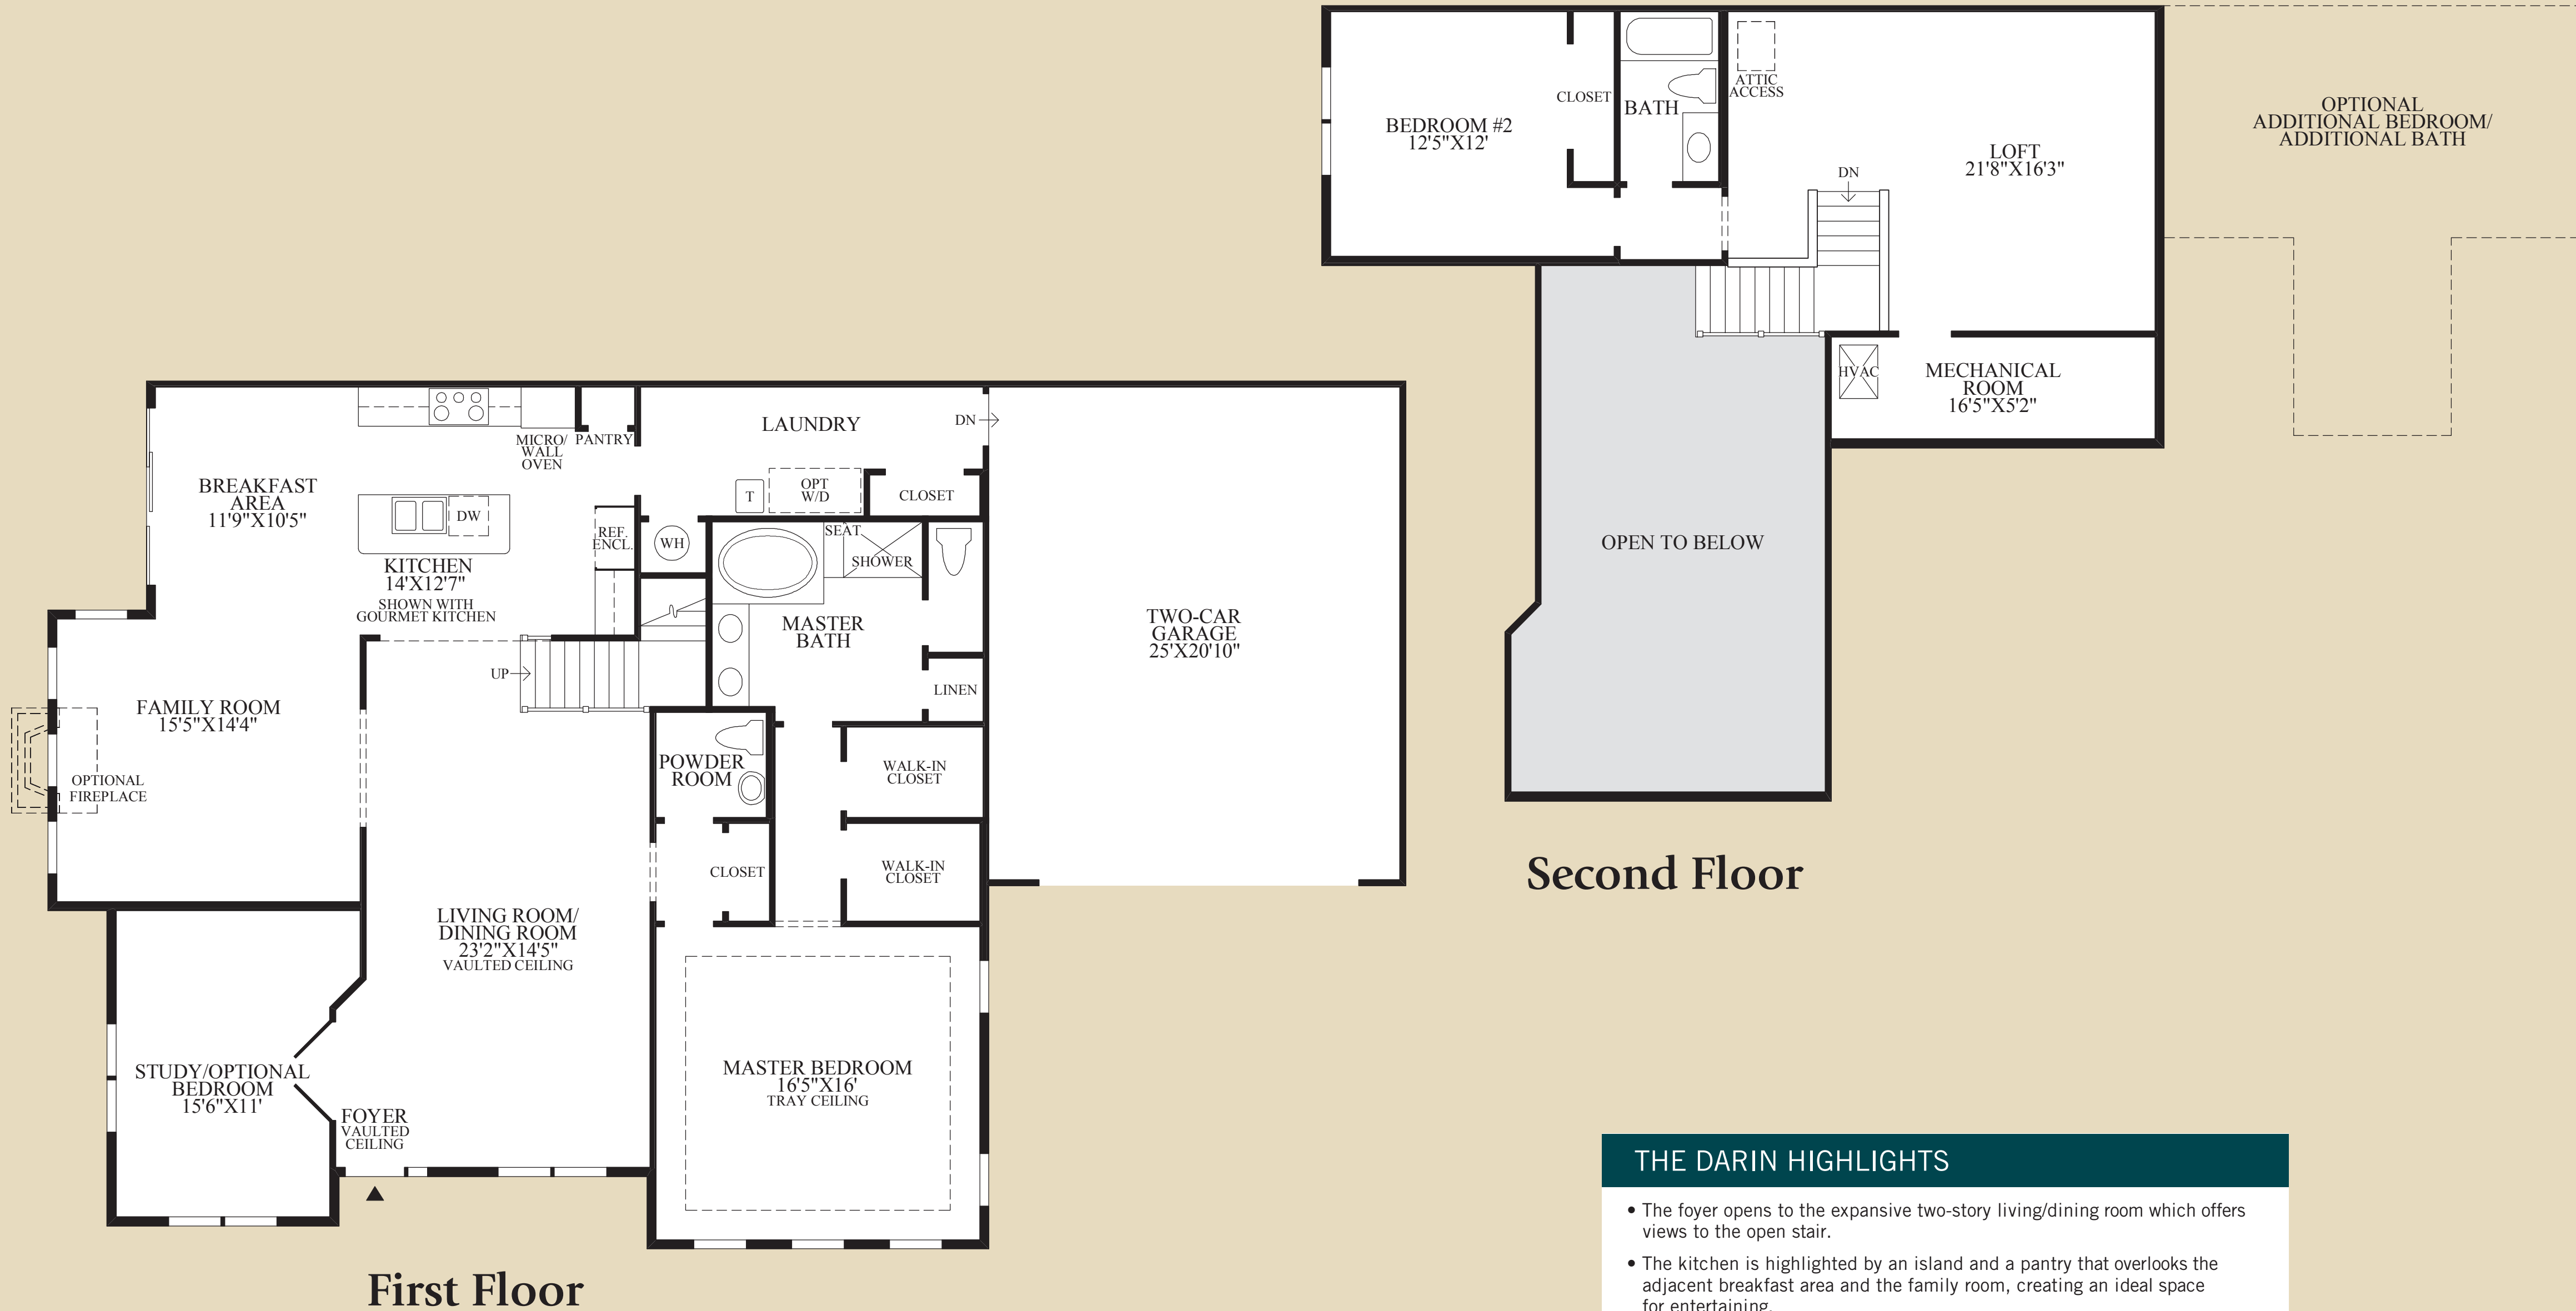 BEDROOM #2
12'5"X12'
CLOSET
BATH
ATTIC
ACCESS
LOFT
21'8"X16'3"
DN
OPTIONAL
ADDITIONAL BEDROOM/
ADDITIONAL BATH
HVAC
MECHANICAL
ROOM
16'5"X5'2"
OPEN TO BELOW
Second Floor
BREAKFAST
AREA
11'9"X10'5"
MICRO/
WALL
OVEN
PANTRY
LAUNDRY
DN
T
OPT
W/D
CLOSET
DW
REF.
ENCL.
WH
KITCHEN
14'X12'7"
SHOWN WITH
GOURMET KITCHEN
SEAT
SHOWER
MASTER
BATH
LINEN
TWO-CAR
GARAGE
25'X20'10"
UP
FAMILY ROOM
15'5"X14'4"
OPTIONAL
FIREPLACE
POWDER
ROOM
WALK-IN
CLOSET
CLOSET
WALK-IN
CLOSET
LIVING ROOM/
DINING ROOM
23'2"X14'5"
VAULTED CEILING
STUDY/OPTIONAL
BEDROOM
15'6"X11'
FOYER
VAULTED
CEILING
MASTER BEDROOM
16'5"X16'
TRAY CEILING
First Floor
THE DARIN HIGHLIGHTS
• The foyer opens to the expansive two-story living/dining room which offers
views to the open stair.
• The kitchen is highlighted by an island and a pantry that overlooks the
adjacent breakfast area and the family room, creating an ideal space
for entertaining.